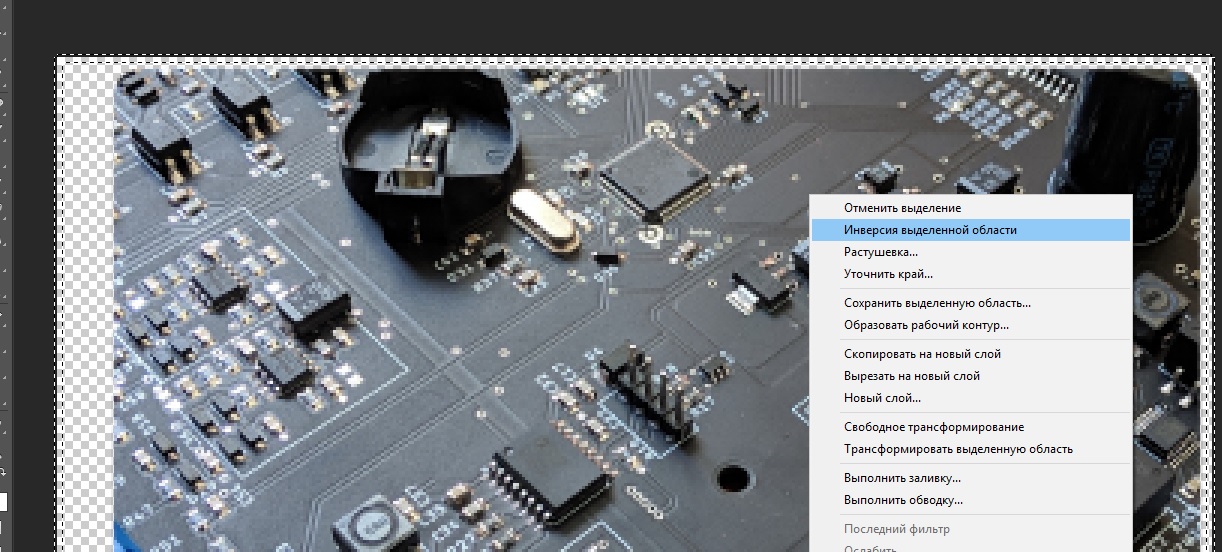 Отменить выделение
Инверсия выделенной области
Растушевка...
Уточнить край...
Сохранить выделенную область...
Образовать рабочий контур...
Скопировать на новый слой
Вырезать на новый слой
Новый слой...
Свободное трансформирование
Трансформировать выделенную область
Выполнить заливку...
Выполнить обводку...
Последний фильтр
Ослабить...